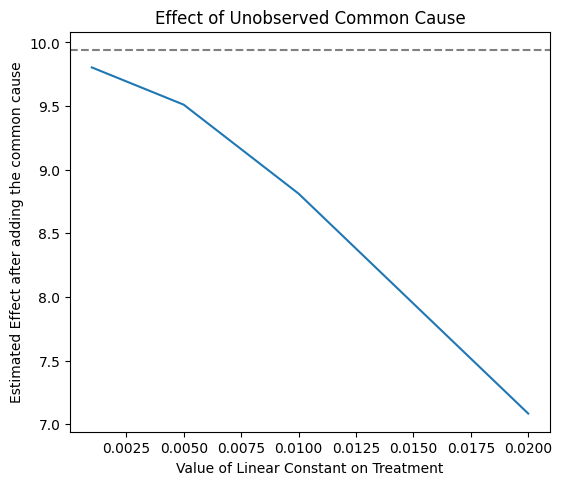 Effect of Unobserved Common Cause
Estimated Effect after adding the common cause
10.0
9.5
9.0
8.5
8.0
7.5
7.0
0.0025 0.0050 0.0075 0.0100 0.0125 0.0150 0.0175 0.0200
Value of Linear Constant on Treatment